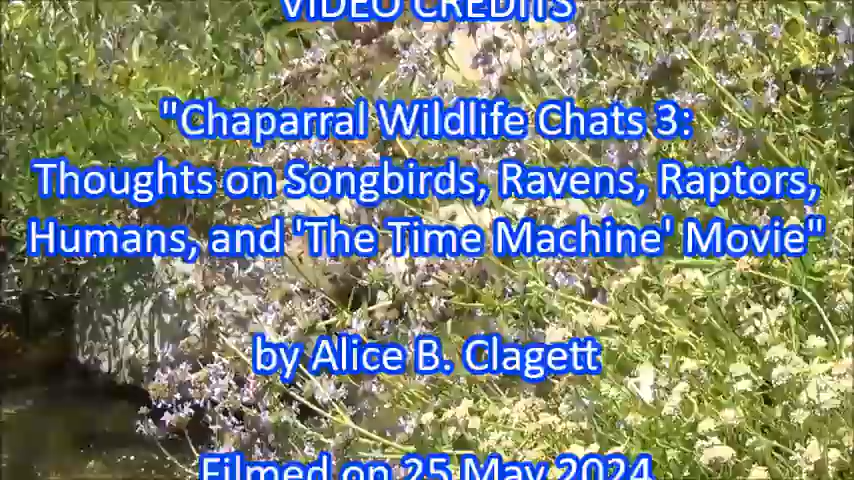 VIDEO CREDITS
"Chaparral Wildlife Chats 3:
Thoughts on Songbirds, Ravens, Raptors,
Humans, and 'The Time Machine' Movie"
by Alice B. Clagett
Filmed on 25 May 2024